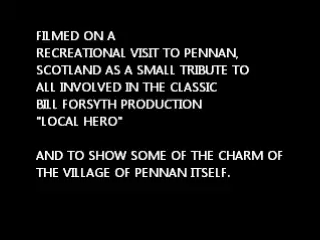 FILMED ON A
RECREATIONAL VISIT TO PENNAN,
SCOTLAND AS A SMALL TRIBUTE TO
ALL INVOLVED IN THE CLASSIC
BILL FORSYTH PRODUCTION
"LOCAL HERO"
AND TO SHOW SOME OF THE CHARM OF
THE VILLAGE OF PENNAN ITSELF.